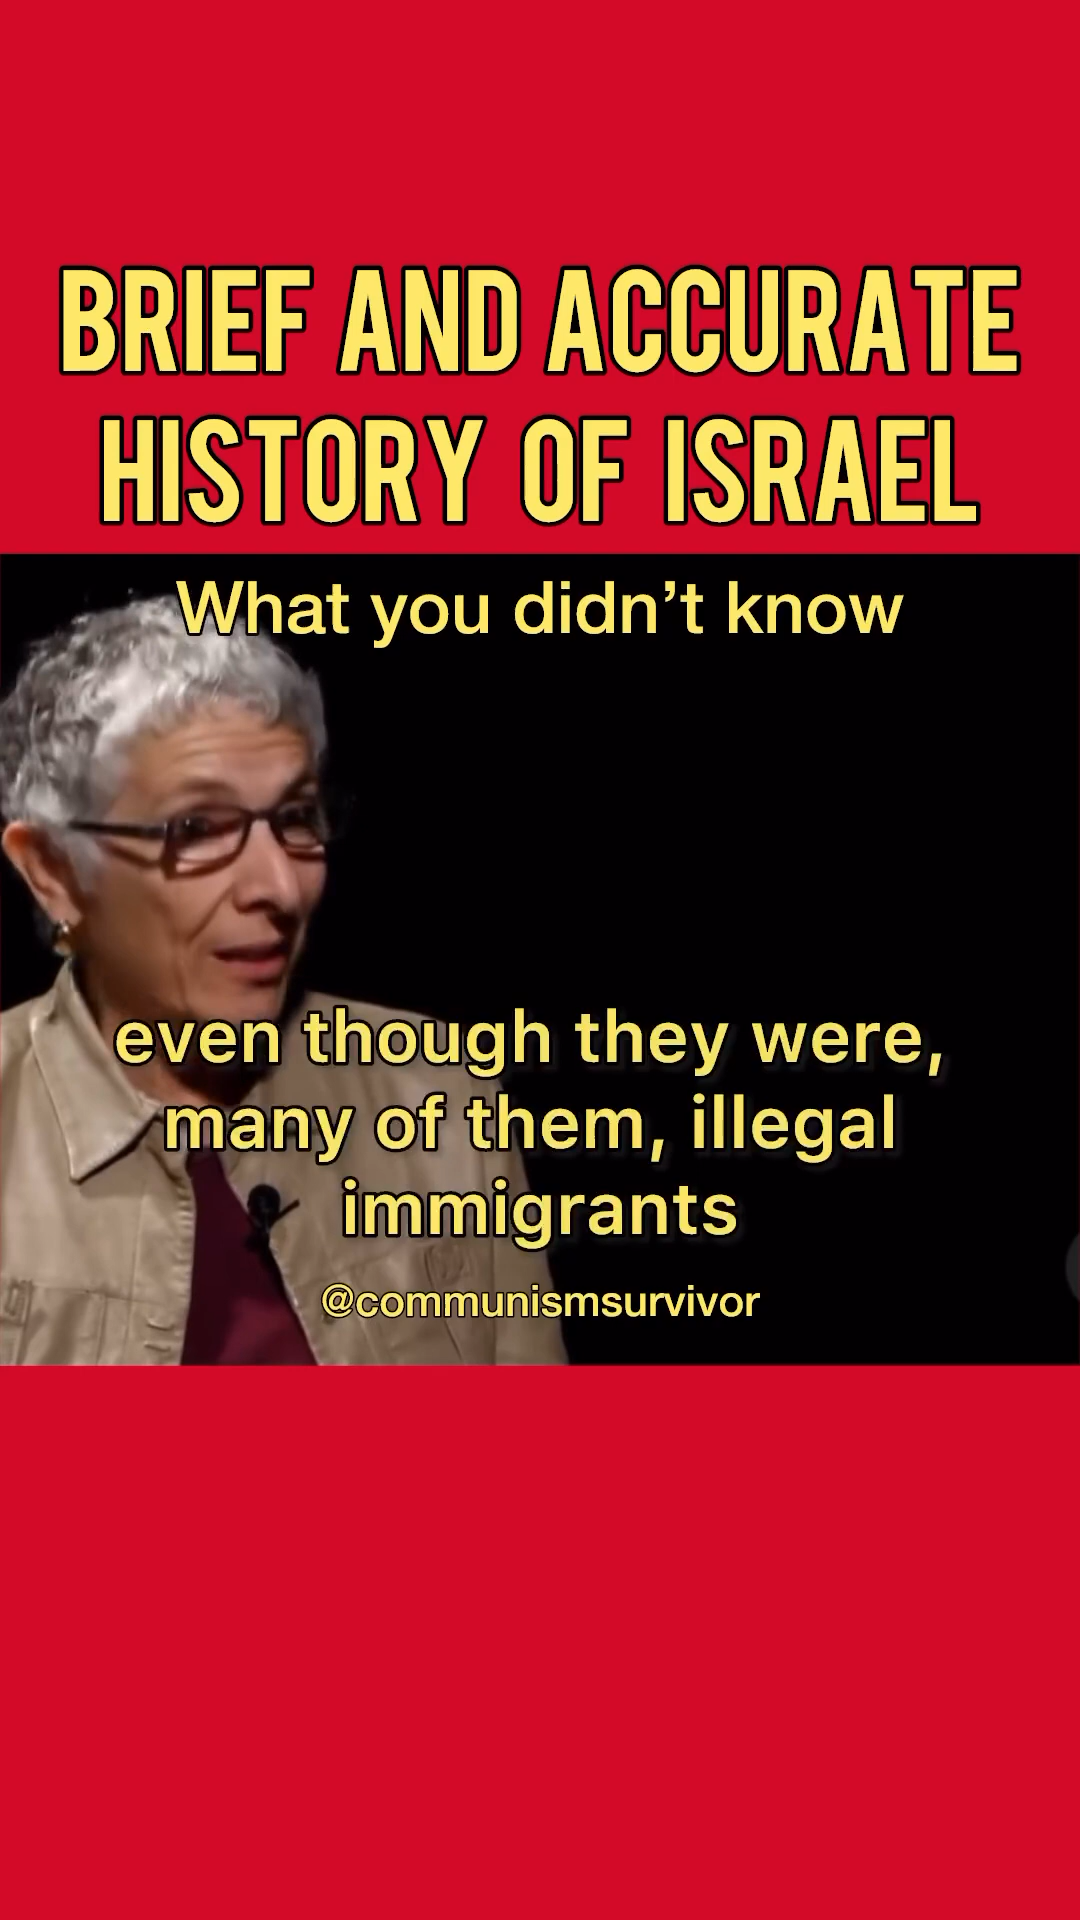 BRIEF AND ACCURATE
HISTORY OF ISRAEL
What you didn’t know
even though they were,
many of them, illegal
immigrants
@communismsurvivor